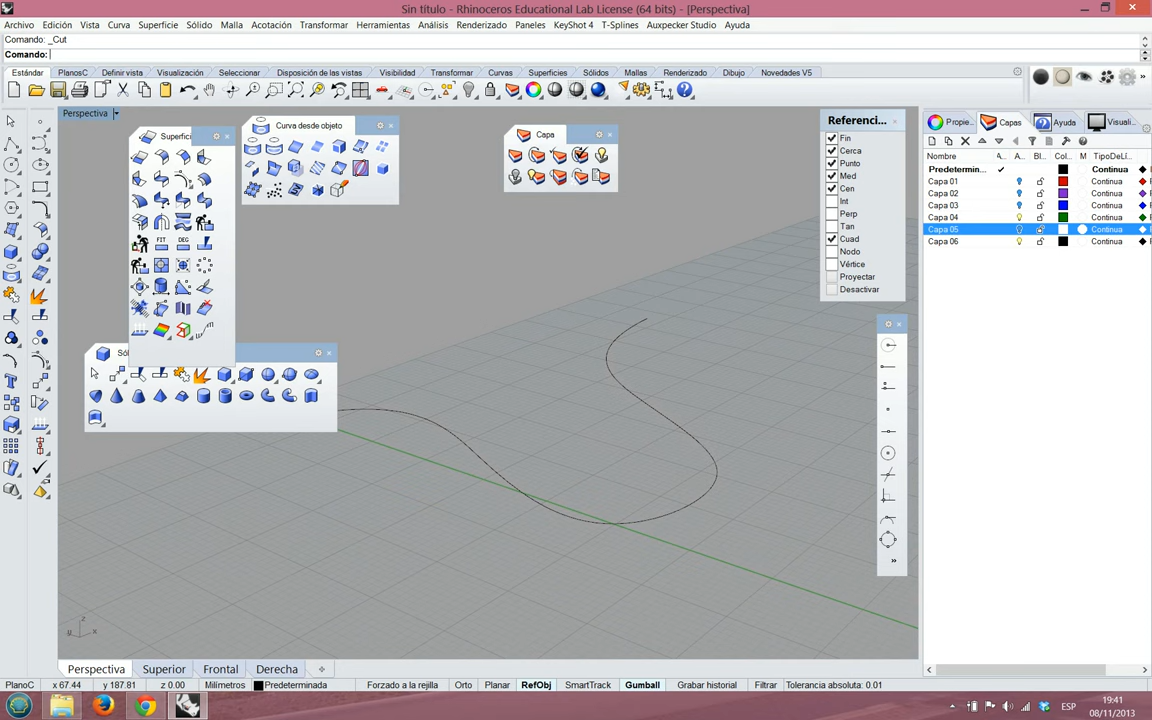 Sin título - Rhinoceros Educational Lab License (64 bits) - [Perspectiva]
Archivo Edición Vista Curva Superficie Sólido Malla Acotación Transformar Herramientas Análisis Renderizado Paneles KeyShot 4 T-Splines Auxpecker Studio Ayuda
Comando: _Cut
Comando:
Estándar PlanosC Definir vista Visualización Seleccionar Disposición de las vistas Visibilidad Transformar Curvas Superficies Sólidos Mallas Renderizado Dibujo Novedades V5
Perspectiva
Superfici
Curva desde objeto
Capa
Referenci...
Fin
Cerca
Punto
Med
Cen
Int
Perp
Tan
Cuad
Nodo
Vértice
Proyectar
Desactivar
FIT DEG
Sól
Propie... Capas Ayuda Visuali...
Nombre A... A... Bl... Col... M TipoDeLí...
Predetermin... Continua
Capa 01 Continua
Capa 02 Continua
Capa 03 Continua
Capa 04 Continua
Capa 05 Continua
Capa 06 Continua
z
y x
Perspectiva Superior Frontal Derecha
PlanoC x 67.44 y 187.81 z 0.00 Milímetros Predeterminada Forzado a la rejilla Orto Planar RefObj SmartTrack Gumball Grabar historial Filtrar Tolerancia absoluta: 0.01
ESP
19:41
08/11/2013